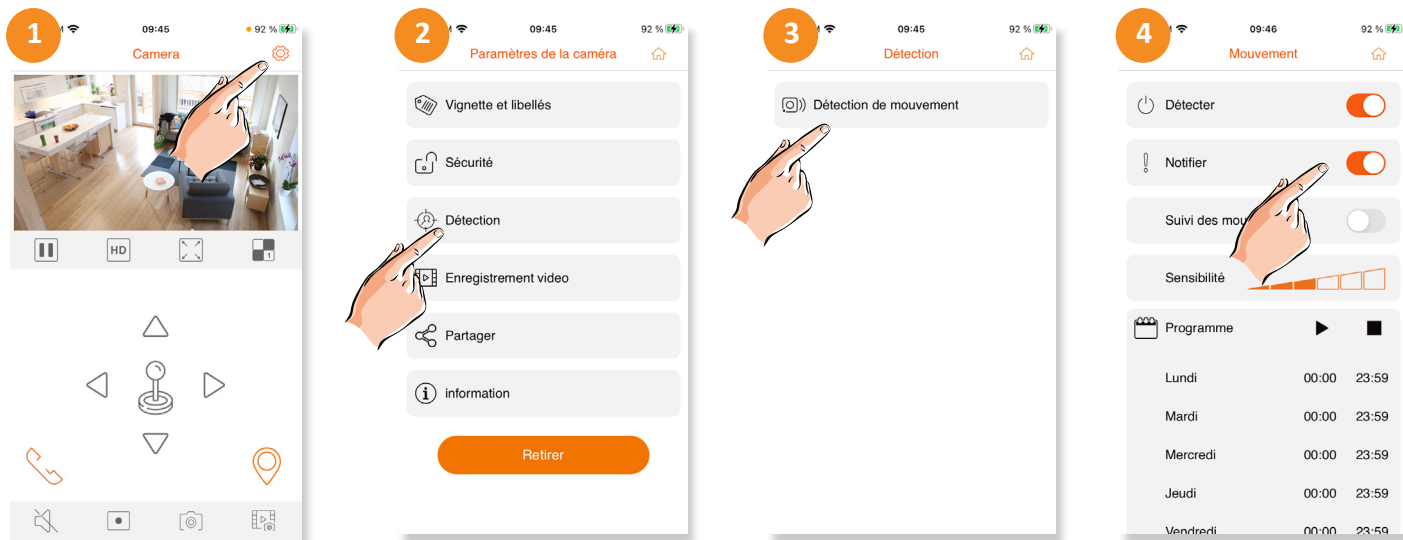 1
09:45
92 %
Camera
HD
1
2
09:45
92 %
Paramètres de la caméra
Vignette et libellés
Sécurité
Détection
Enregistrement video
Partager
information
Retirer
3
09:45
92 %
Détection
Détection de mouvement
4
09:46
92 %
Mouvement
Détecter
Notifier
Suivi des mou
Sensibilité
Programme
Lundi 00:00 23:59
Mardi 00:00 23:59
Mercredi 00:00 23:59
Jeudi 00:00 23:59
Vendredi 00:00 23:59